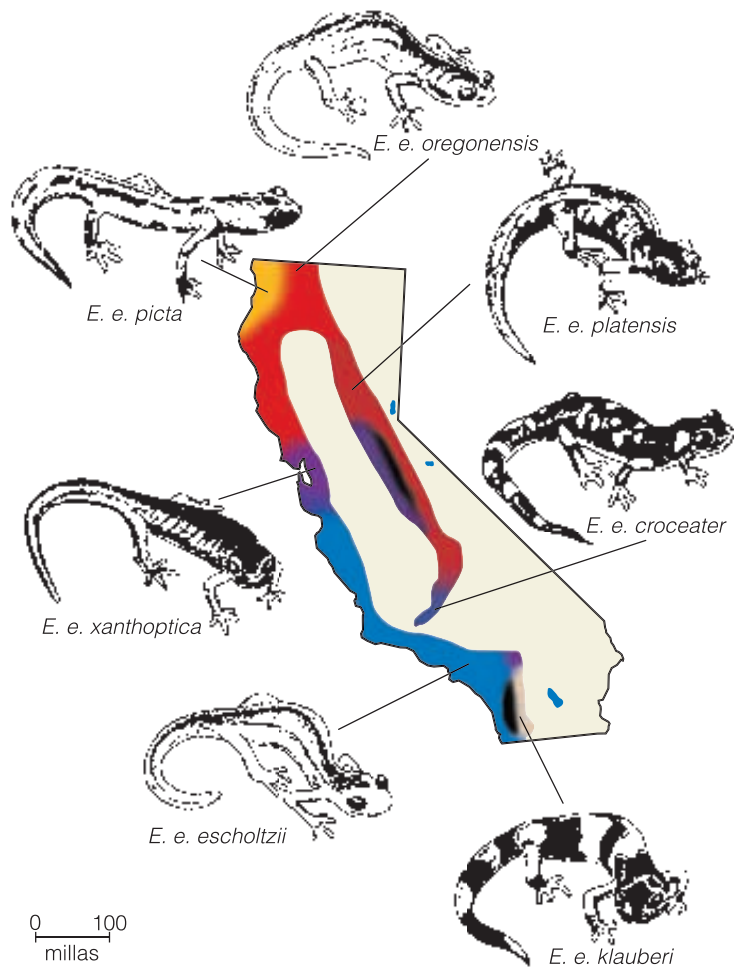 E. e. oregonensis
E. e. picta
E. e. platensis
E. e. croceater
E. e. xanthoptica
E. e. escholtzii
E. e. klauberi
0 100
millas